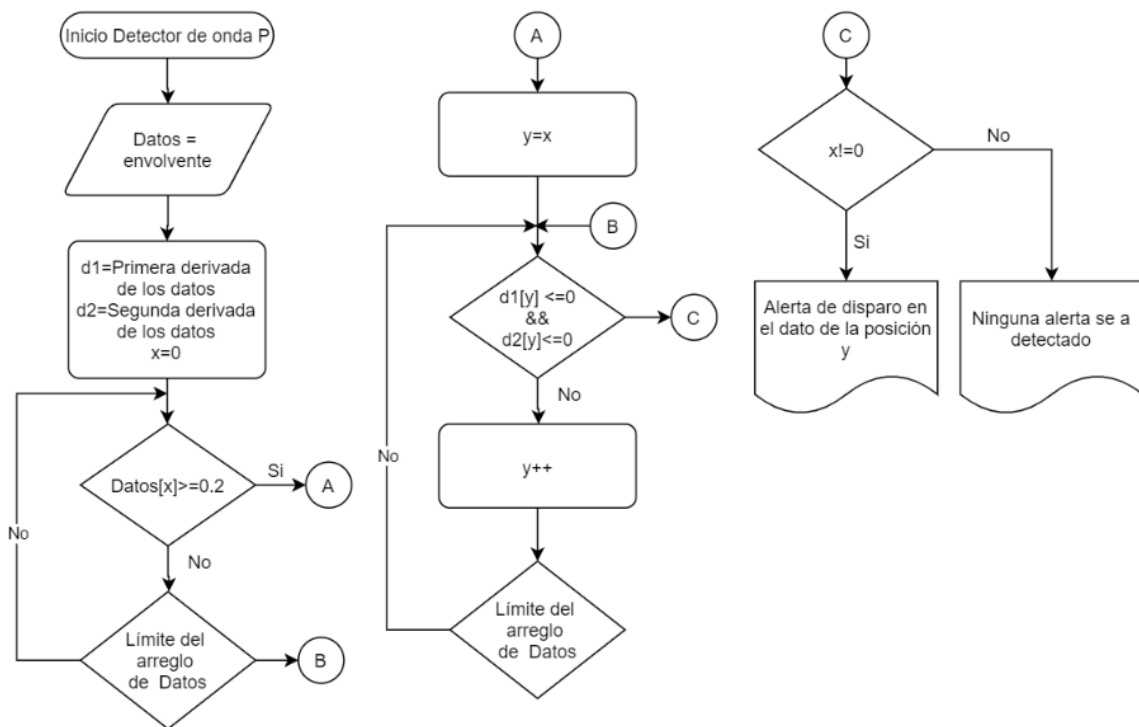 Inicio Detector de onda P
Datos =
envolvente
d1=Primera derivada
de los datos
d2=Segunda derivada
de los datos
x=0
Datos[x]>=0.2
Si
A
No
No
Límite del
arreglo
de Datos
B
A
y=x
B
d1[y] <=0
&&
d2[y]<=0
C
No
No
y++
Límite del
arreglo
de Datos
C
x!=0
No
Si
Alerta de disparo en
el dato de la posición
y
Ninguna alerta se a
detectado